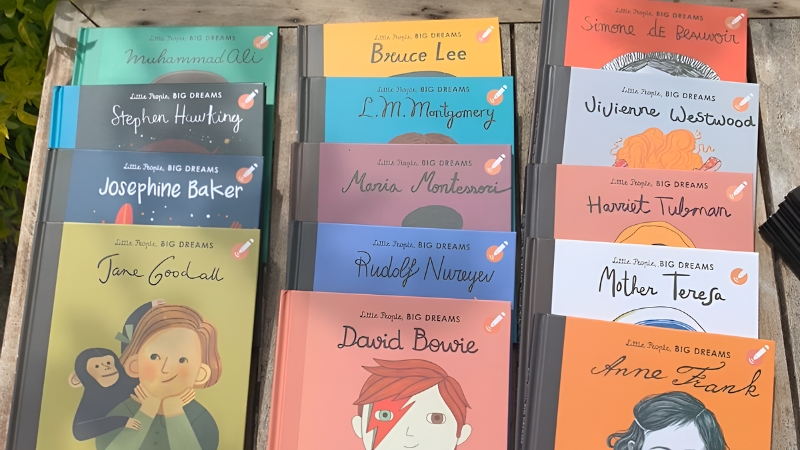 Little People, BIG DREAMS
Muhammad Ali
Little People, BIG DREAMS
Stephen Hawking
Little People, BIG DREAMS
Josephine Baker
Little People, BIG DREAMS
Jane Goodall
Little People, BIG DREAMS
Bruce Lee
Little People, BIG DREAMS
L.M. Montgomery
Little People, BIG DREAMS
Maria Montessori
Little People, BIG DREAMS
Rudolf Nureyev
Little People, BIG DREAMS
David Bowie
Little People, BIG DREAMS
Simone de Beauvoir
Little People, BIG DREAMS
Vivienne Westwood
Little People, BIG DREAMS
Harriet Tubman
Little People, BIG DREAMS
Mother Teresa
Little People, BIG DREAMS
Anne Frank